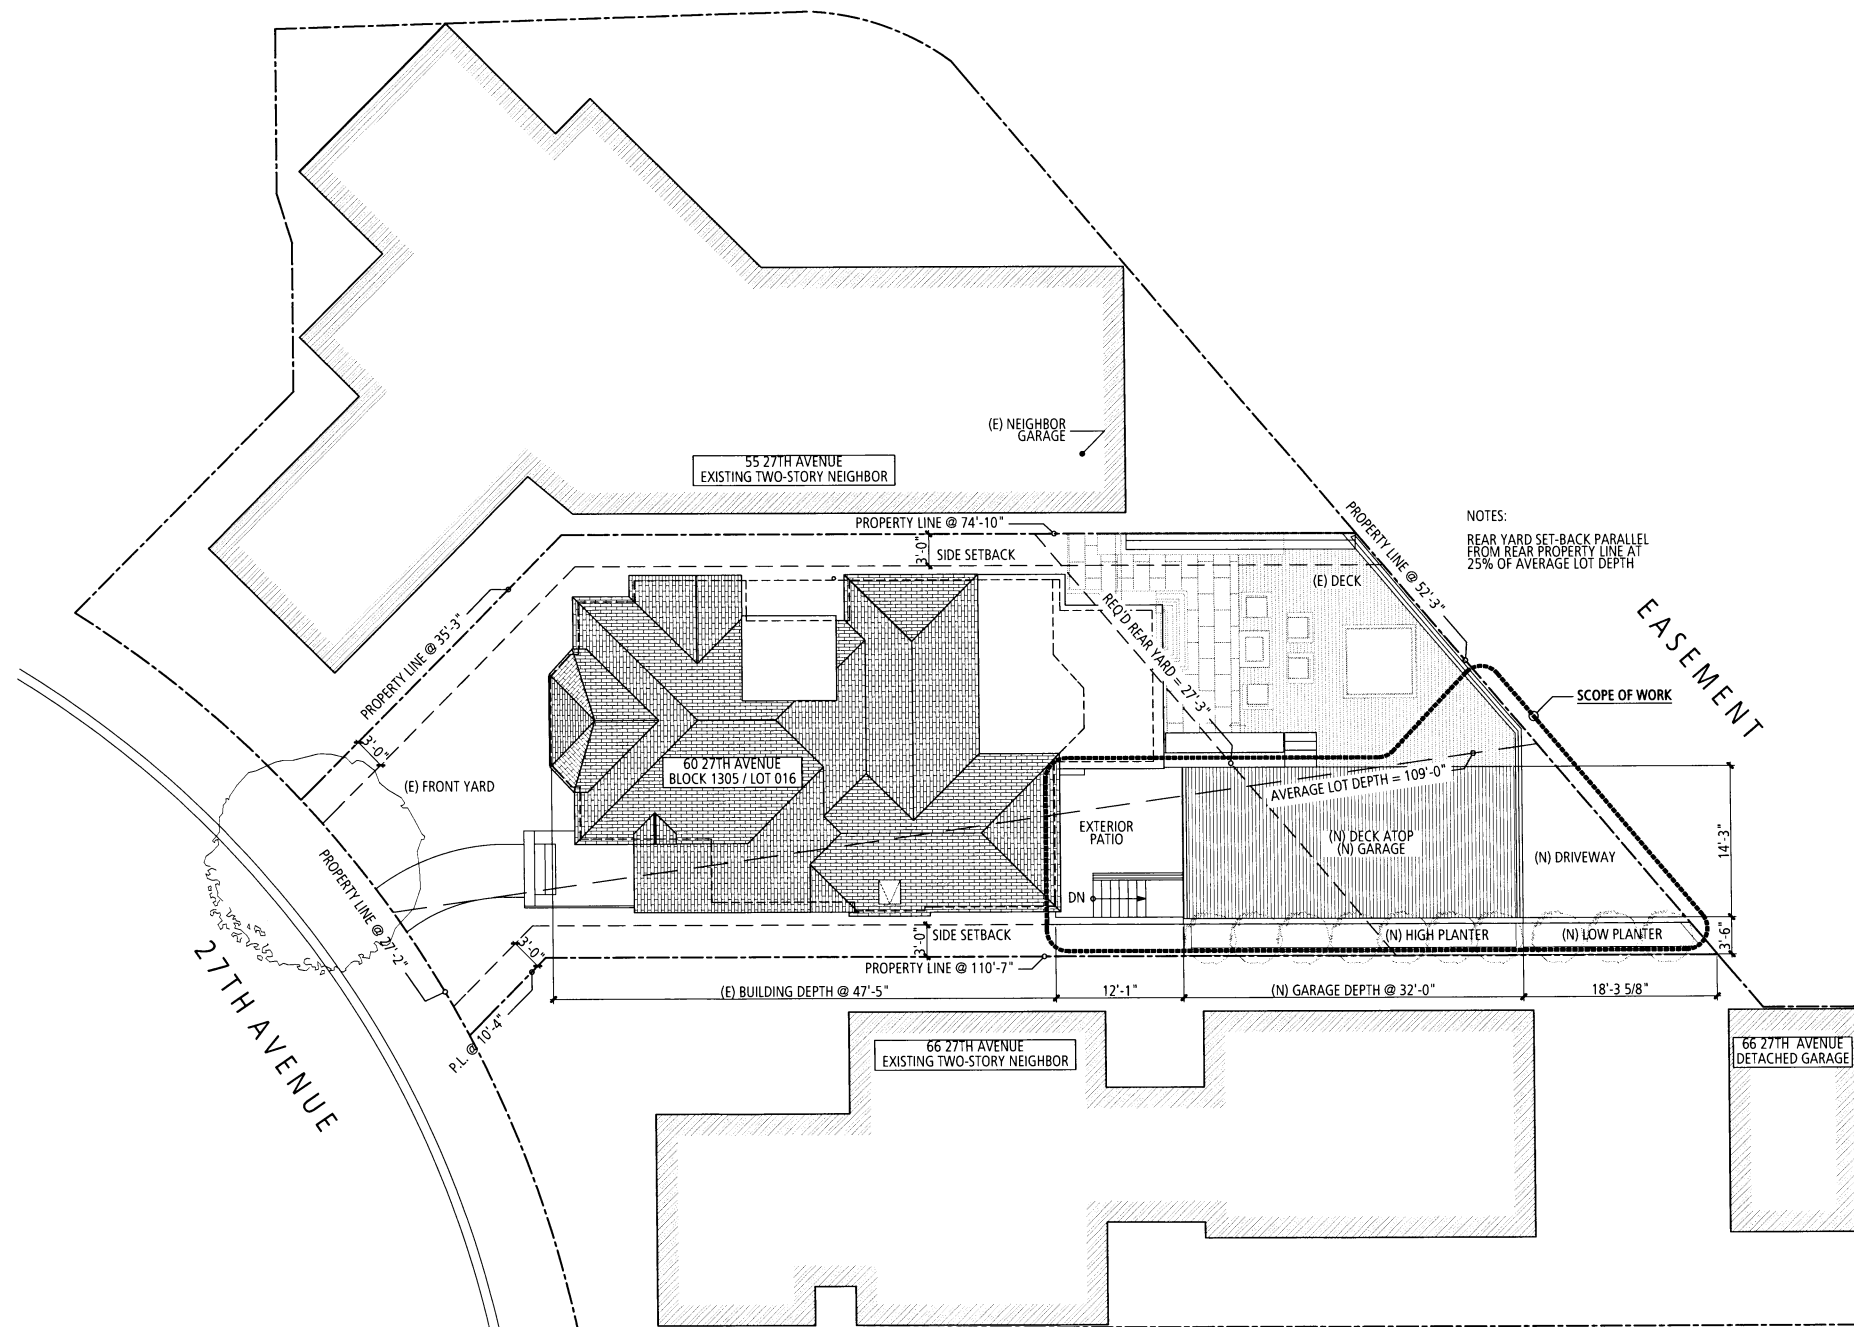 (E) NEIGHBOR
GARAGE
55 27TH AVENUE
EXISTING TWO-STORY NEIGHBOR
PROPERTY LINE @ 74'-10"
3'-0"
SIDE SETBACK
PROPERTY LINE @ 52'-3"
NOTES:
REAR YARD SET-BACK PARALLEL
FROM REAR PROPERTY LINE AT
25% OF AVERAGE LOT DEPTH
(E) DECK
EASEMENT
REQ'D REAR YARD = 27'-3"
SCOPE OF WORK
PROPERTY LINE @ 35'-3"
3'-0"
60 27TH AVENUE
BLOCK 1305 / LOT 016
(E) FRONT YARD
AVERAGE LOT DEPTH = 109'-0"
EXTERIOR
PATIO
(N) DECK ATOP
(N) GARAGE
(N) DRIVEWAY
14'-3"
DN
PROPERTY LINE @ 27'-2"
3'-0"
3'-0"
SIDE SETBACK
(N) HIGH PLANTER
(N) LOW PLANTER
3'-6"
PROPERTY LINE @ 110'-7"
(E) BUILDING DEPTH @ 47'-5"
12'-1"
(N) GARAGE DEPTH @ 32'-0"
18'-3 5/8"
P.L. @ 10'-4"
27TH AVENUE
66 27TH AVENUE
EXISTING TWO-STORY NEIGHBOR
66 27TH AVENUE
DETACHED GARAGE